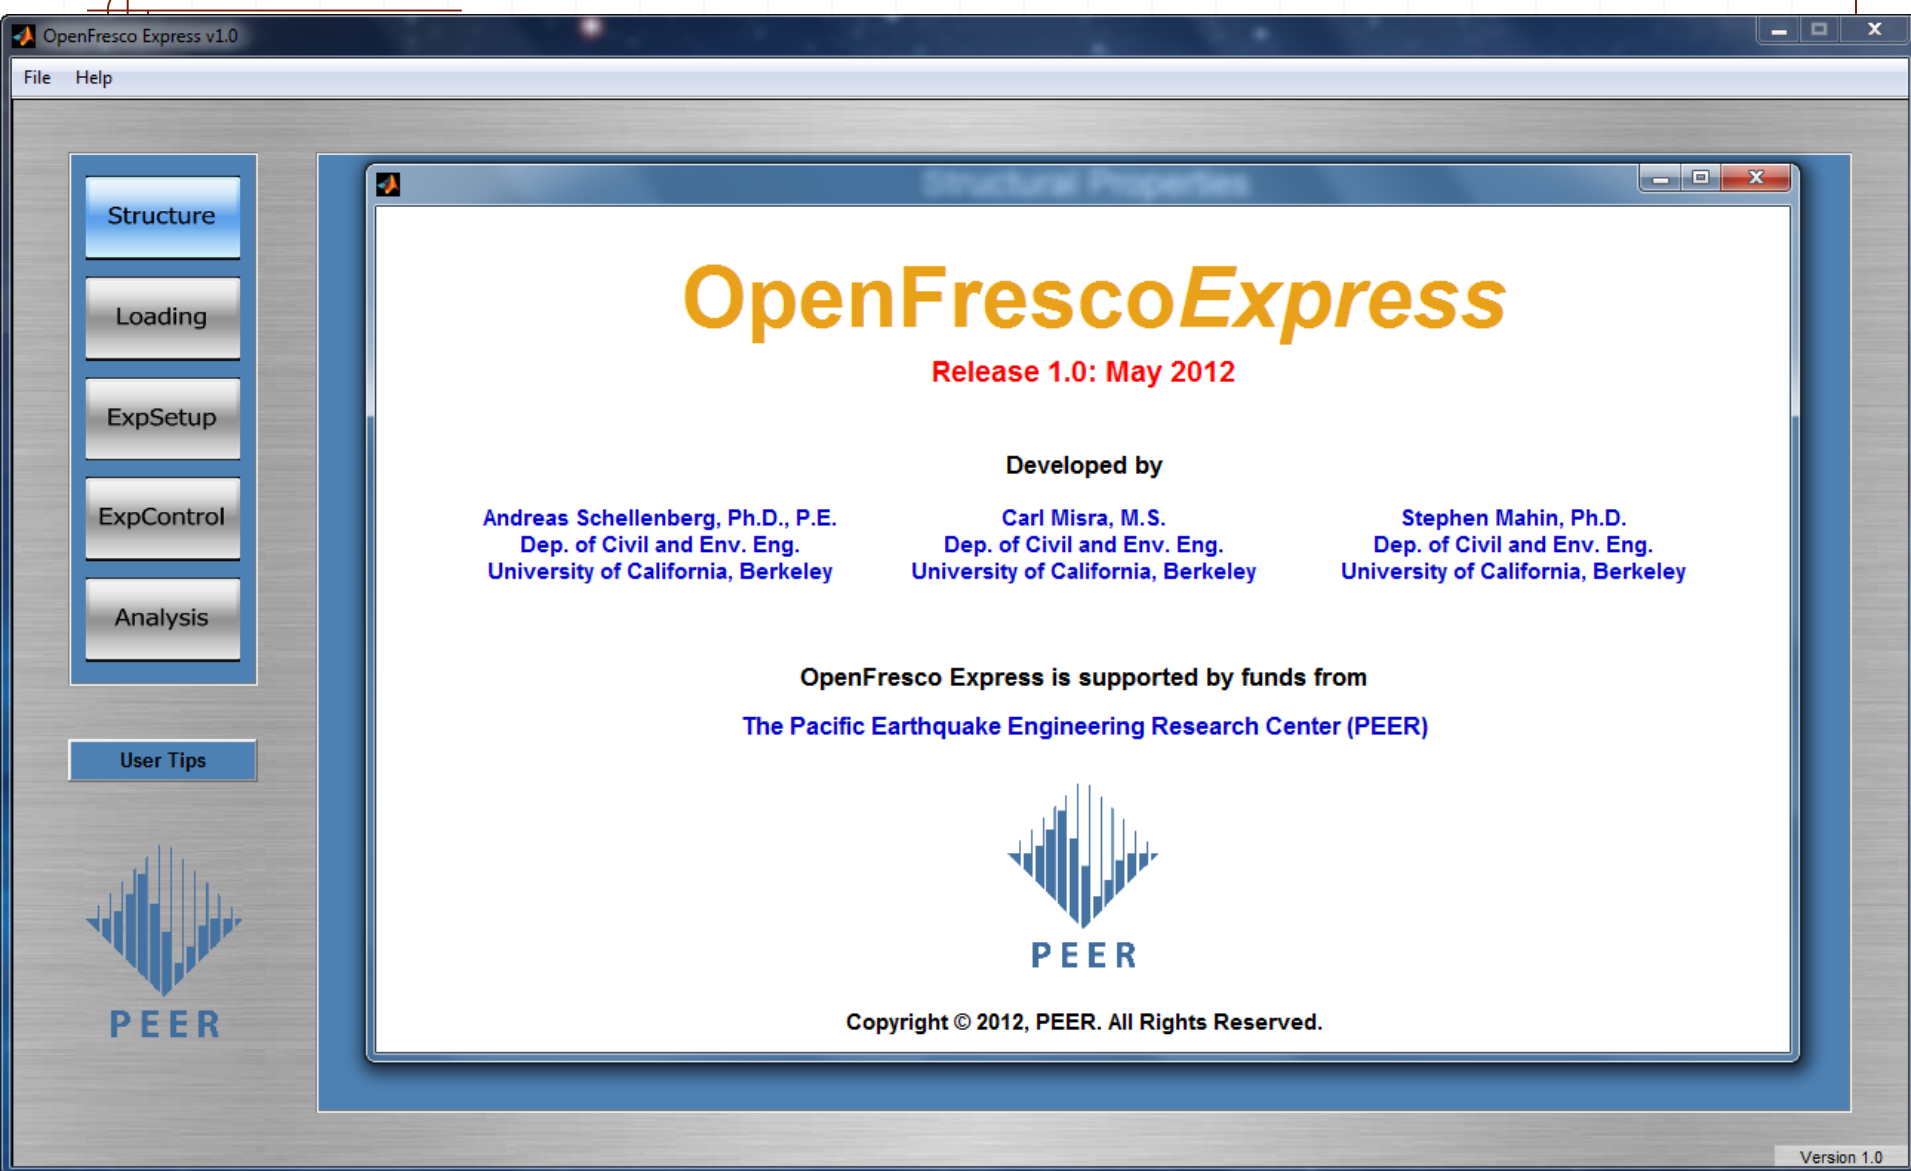 OpenFresco Express v1.0
File Help
Structure
Loading
ExpSetup
ExpControl
Analysis
User Tips
PEER
Structural Properties
OpenFrescoExpress
Release 1.0: May 2012
Developed by
Andreas Schellenberg, Ph.D., P.E.
Dep. of Civil and Env. Eng.
University of California, Berkeley
Carl Misra, M.S.
Dep. of Civil and Env. Eng.
University of California, Berkeley
Stephen Mahin, Ph.D.
Dep. of Civil and Env. Eng.
University of California, Berkeley
OpenFresco Express is supported by funds from
The Pacific Earthquake Engineering Research Center (PEER)
PEER
Copyright © 2012, PEER. All Rights Reserved.
Version 1.0